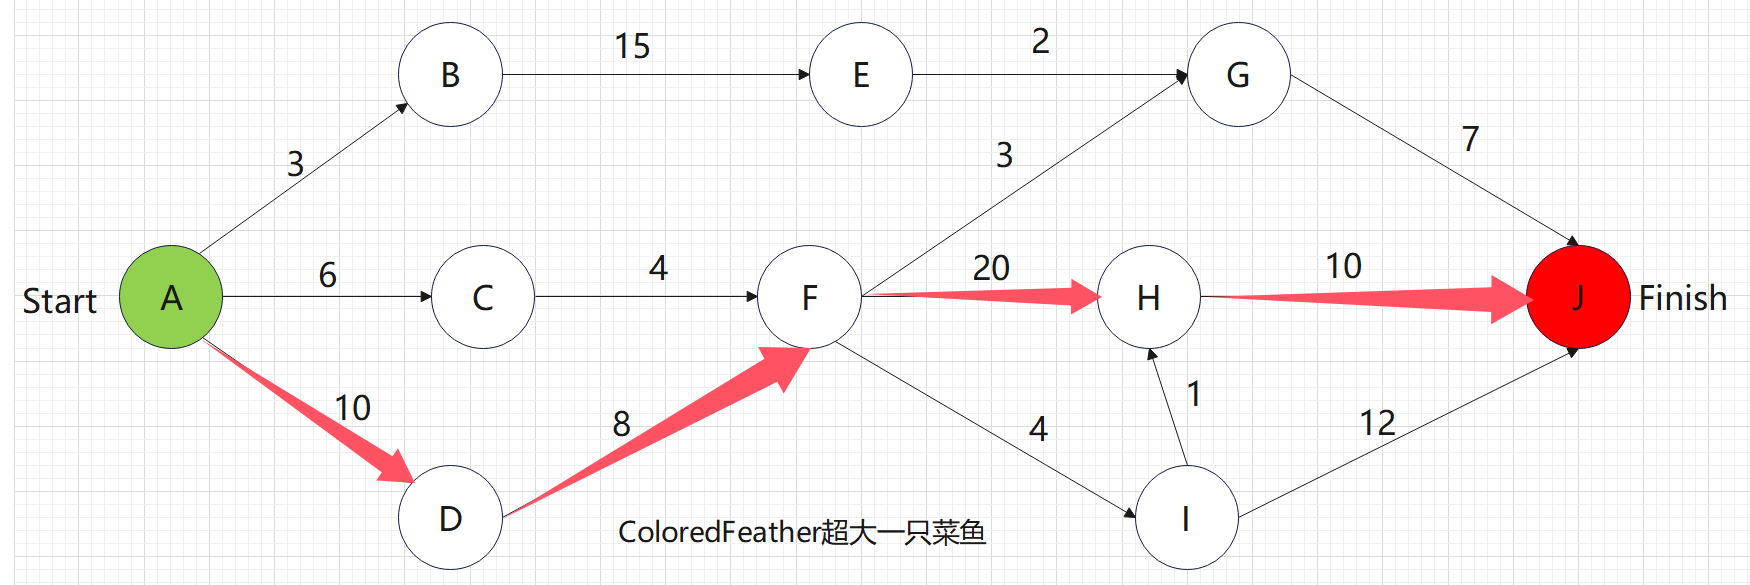 B 15 E 2 G
3 3 7
Start A 6 C 4 F 20 H 10 J Finish
10 8 4 1 12
D I
ColoredFeather超大一只菜鱼